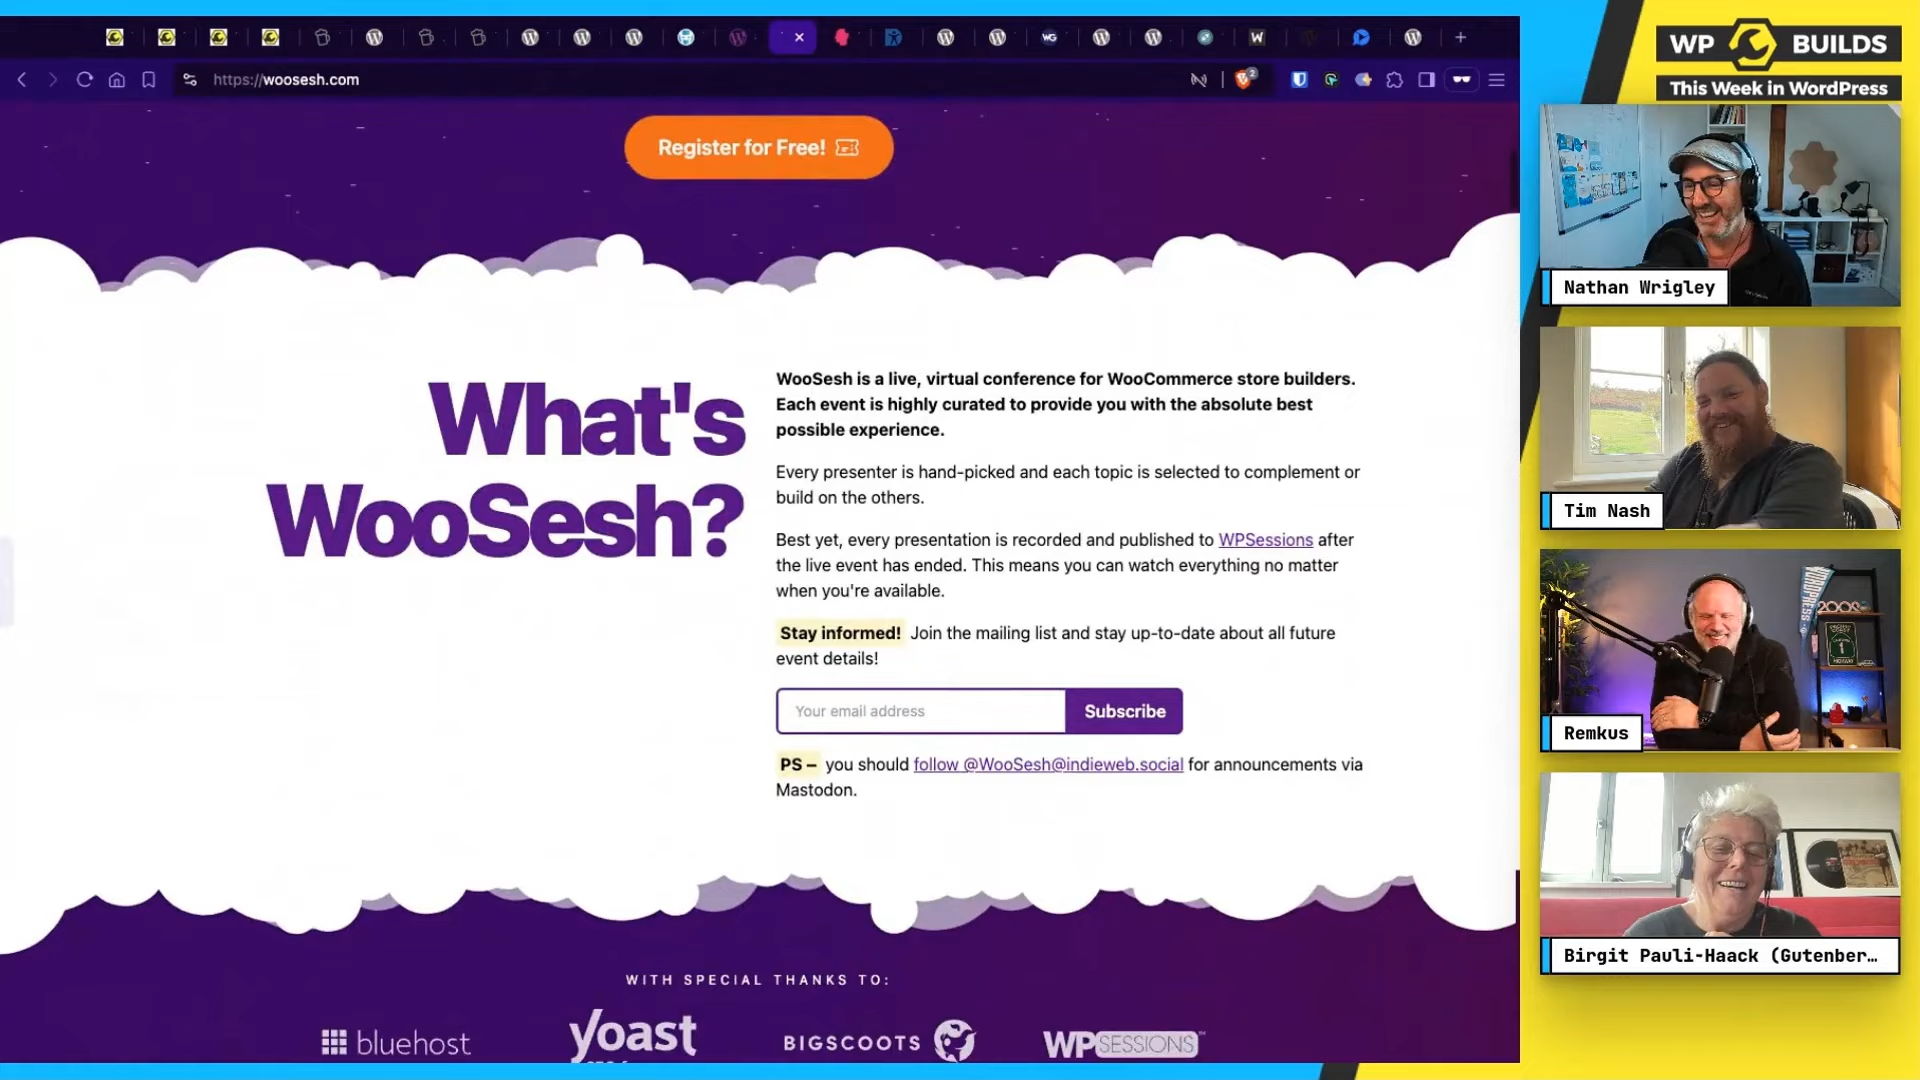 https://woosesh.com
Register for Free!
What's
WooSesh?
WooSesh is a live, virtual conference for WooCommerce store builders.
Each event is highly curated to provide you with the absolute best
possible experience.
Every presenter is hand-picked and each topic is selected to complement or
build on the others.
Best yet, every presentation is recorded and published to WPSessions after
the live event has ended. This means you can watch everything no matter
when you're available.
Stay informed! Join the mailing list and stay up-to-date about all future
event details!
Your email address
Subscribe
PS – you should follow @WooSesh@indieweb.social for announcements via
Mastodon.
WITH SPECIAL THANKS TO:
bluehost
yoast
BIGSCOOTS
WPSESSIONS
WP BUILDS
This Week in WordPress
Nathan Wrigley
Tim Nash
Remkus
Birgit Pauli-Haack (Gutenber…